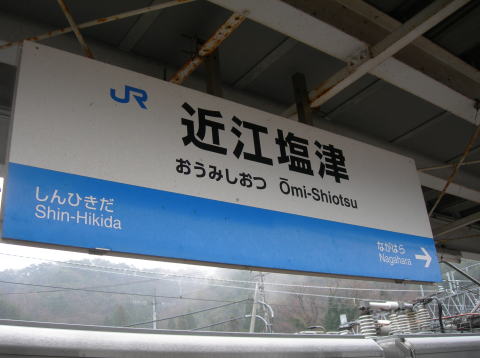 JR
近江塩津
おうみしおつ Ōmi-Shiotsu
しんひきだ
Shin-Hikida
ながはら
Nagahara
→